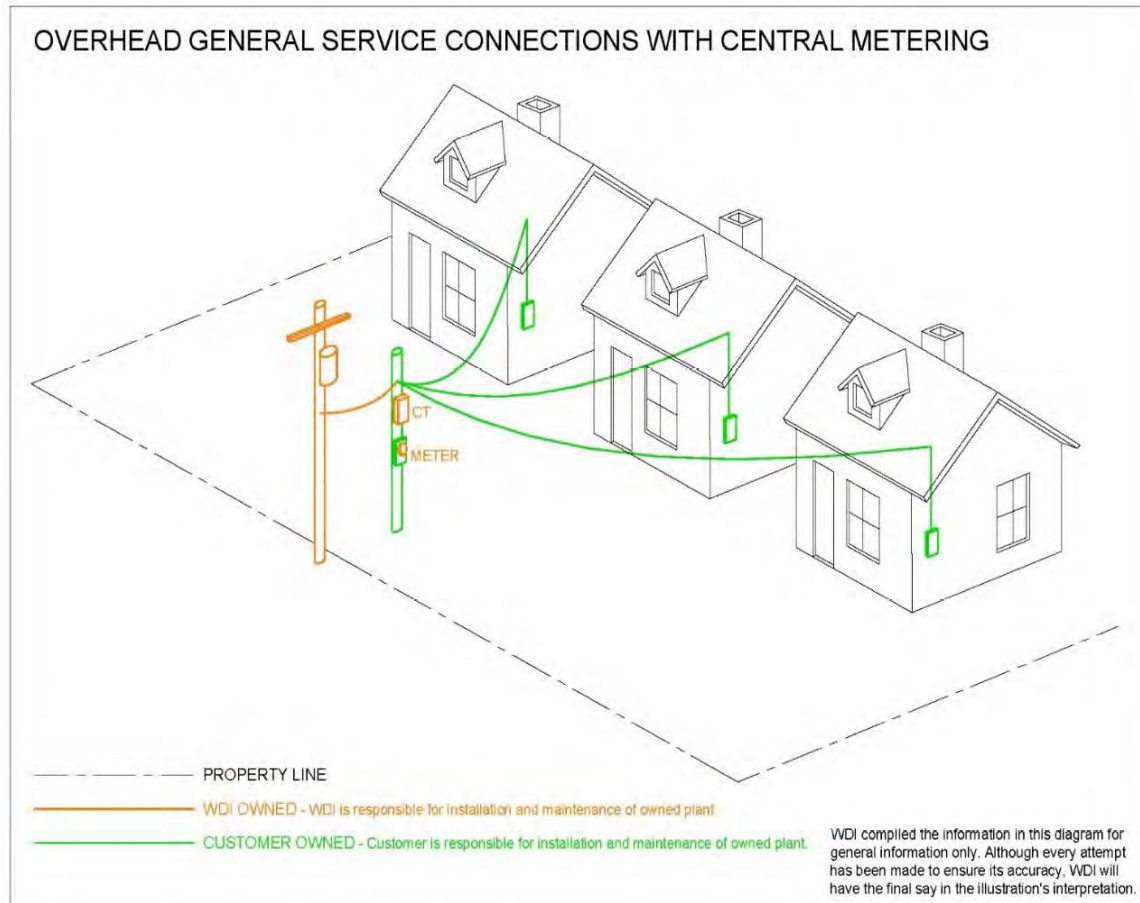 OVERHEAD GENERAL SERVICE CONNECTIONS WITH CENTRAL METERING
CT
METER
PROPERTY LINE
WDI OWNED - WDI is responsible for installation and maintenance of owned plant
CUSTOMER OWNED - Customer is responsible for installation and maintenance of owned plant.
WDI compiled the information in this diagram for
general information only. Although every attempt
has been made to ensure its accuracy, WDI will
have the final say in the illustration's interpretation.